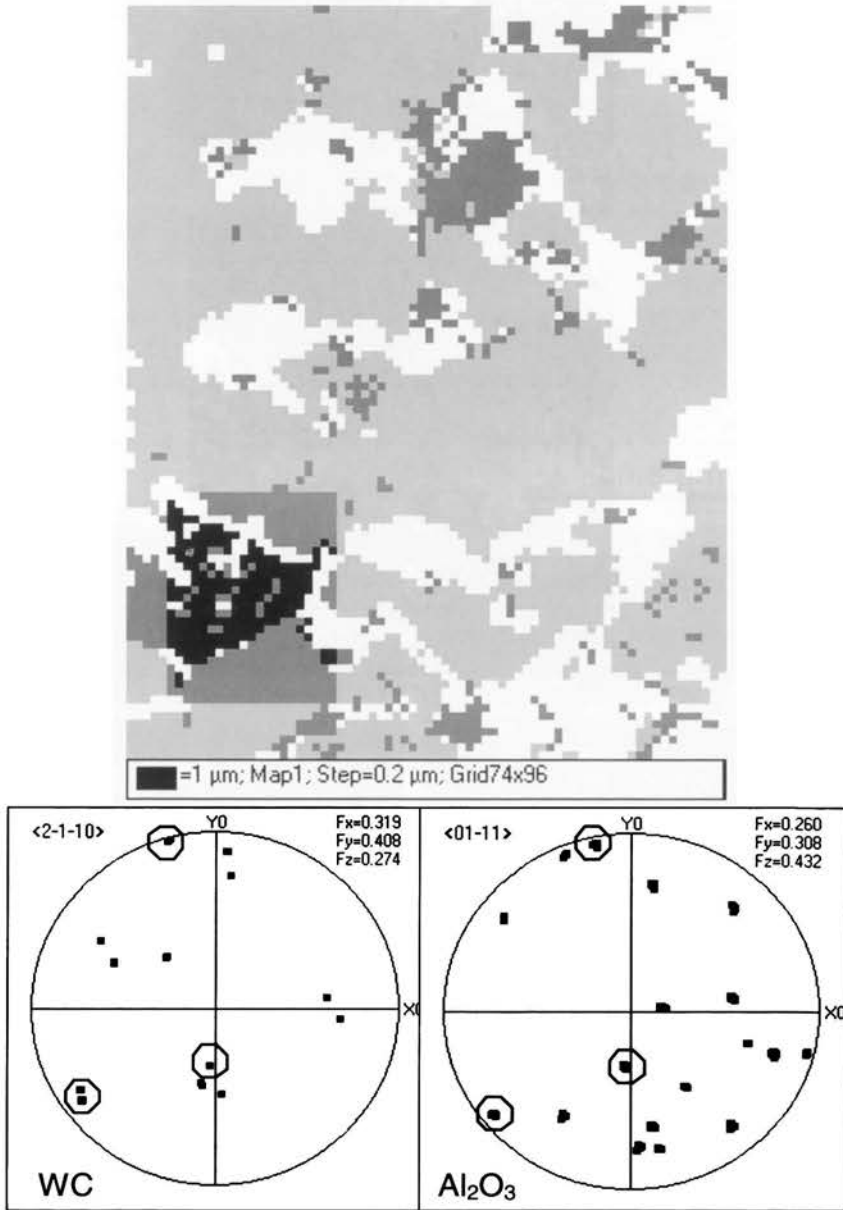 =1 µm; Map1; Step=0.2 µm; Grid74x96
<2-1-10>
Y0
Fx=0.319
Fy=0.408
Fz=0.274
X0
WC
<01-11>
Y0
Fx=0.260
Fy=0.308
Fz=0.432
X0
Al₂O₃